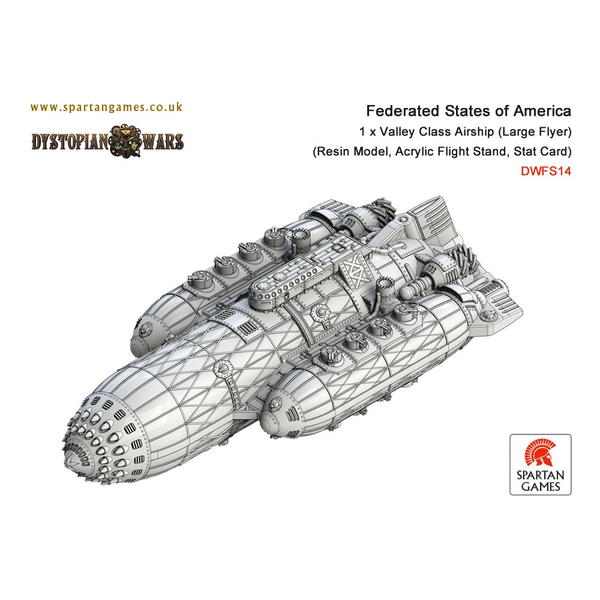 www.spartangames.co.uk
DYSTOPIAN WARS
Federated States of America
1 x Valley Class Airship (Large Flyer)
(Resin Model, Acrylic Flight Stand, Stat Card)
DWFS14
SPARTAN
GAMES